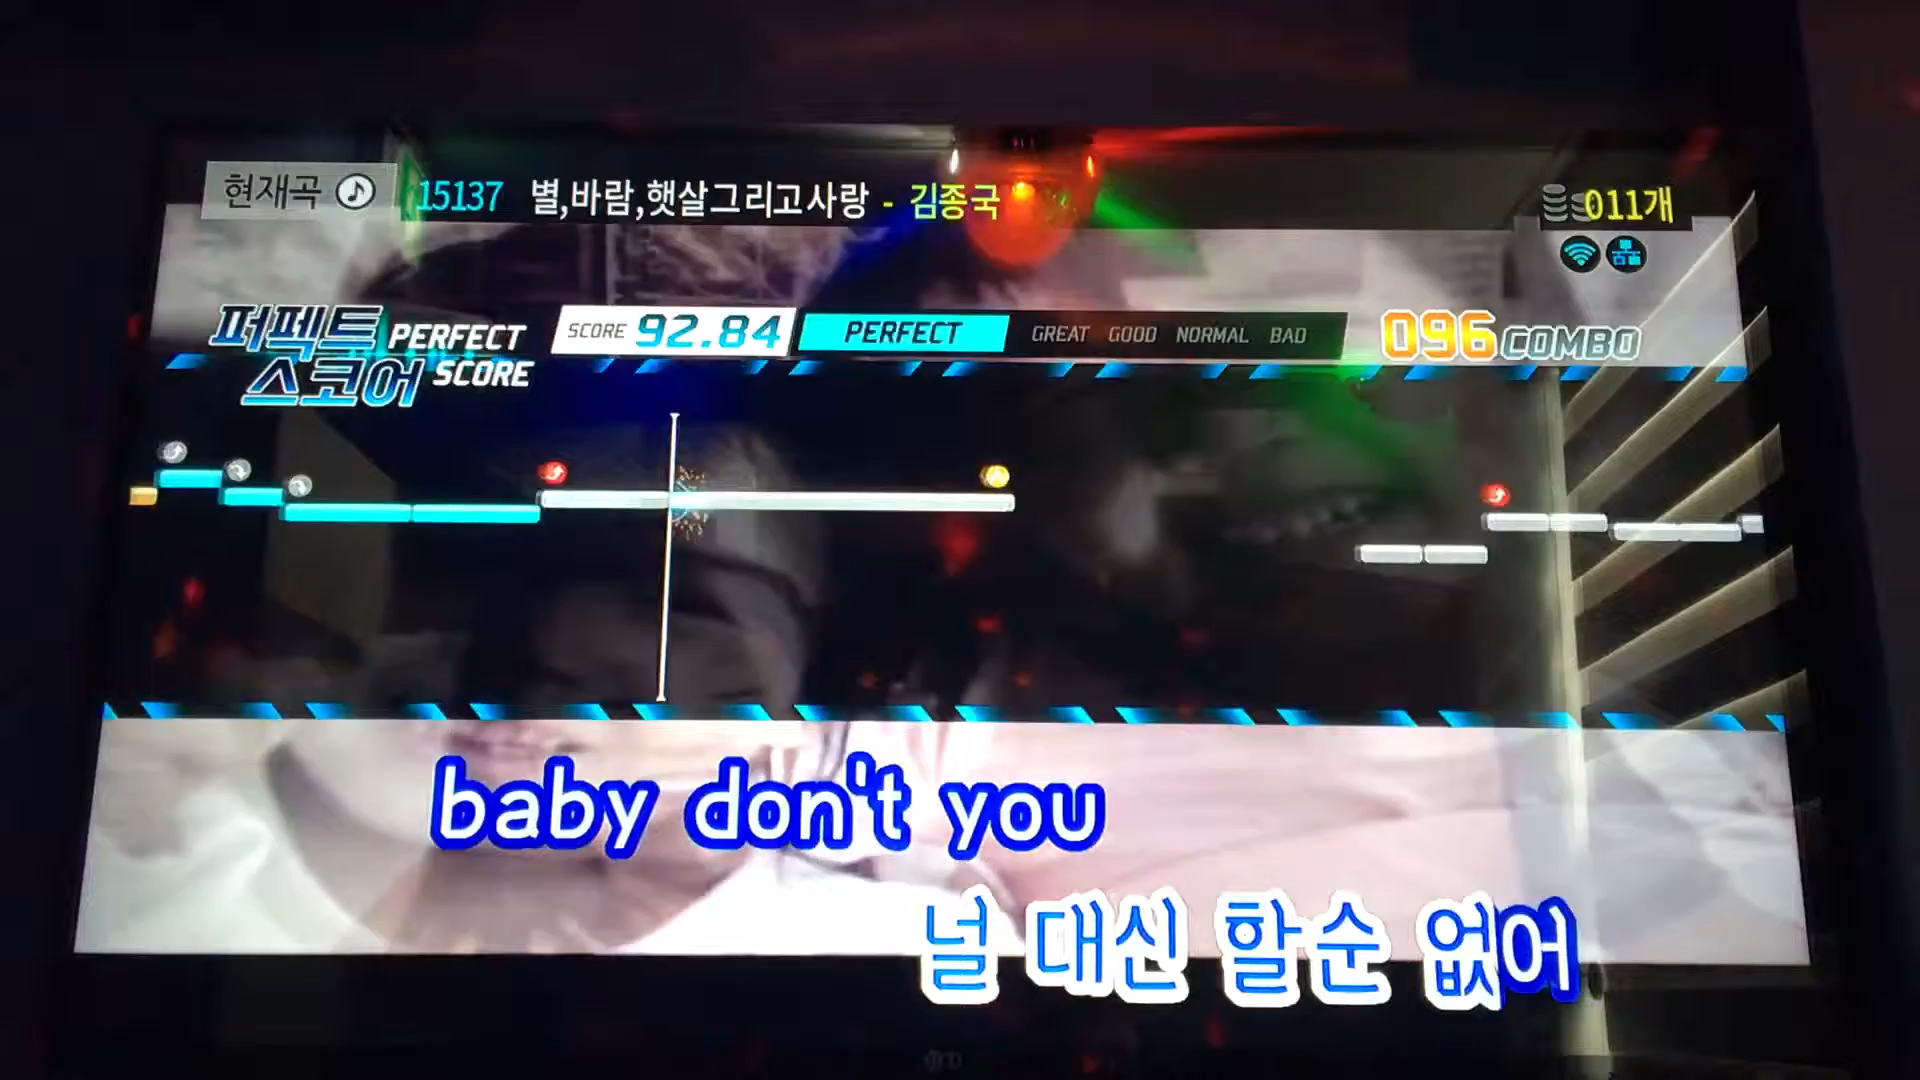 현재곡 15137 별,바람,햇살그리고사랑 - 김종국 011개
퍼펙트 스코어 PERFECT SCORE
SCORE 92.84 PERFECT GREAT GOOD NORMAL BAD 096 COMBO
baby don't you
널 대신 할순 없어